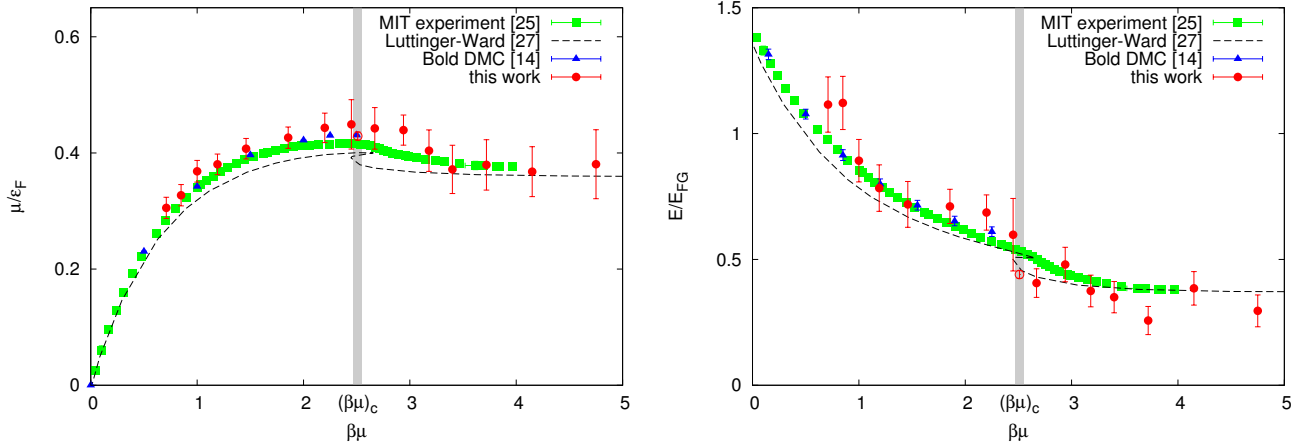 μ/εF
0.6
0.4
0.2
0
MIT experiment [25]
Luttinger-Ward [27]
Bold DMC [14]
this work
0 1 2 (βμ)c 3 4 5
βμ
E/EFG
1.5
1
0.5
0
MIT experiment [25]
Luttinger-Ward [27]
Bold DMC [14]
this work
0 1 2 (βμ)c 3 4 5
βμ